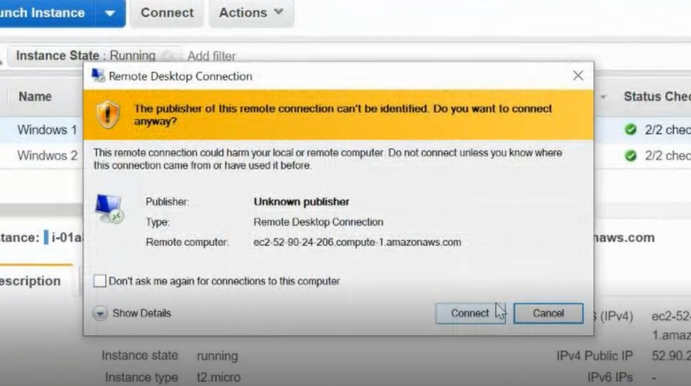 unch Instance
Connect
Actions
Instance State : Running
Add filter
Remote Desktop Connection
Name
Status Chec
The publisher of this remote connection can't be identified. Do you want to connect
anyway?
Windows 1
2/2 chec
Windwos 2
2/2 chec
This remote connection could harm your local or remote computer. Do not connect unless you know where
this connection came from or have used it before.
Publisher: Unknown publisher
Type: Remote Desktop Connection
Remote computer: ec2-52-90-24-206.compute-1.amazonaws.com
tance: i-01a
naws.com
escription
Don't ask me again for connections to this computer
Show Details
Connect
Cancel
(IPv4) ec2-52-
1.amaz
Instance state running
IPv4 Public IP 52.90.2
Instance type t2.micro
IPv6 IPs -